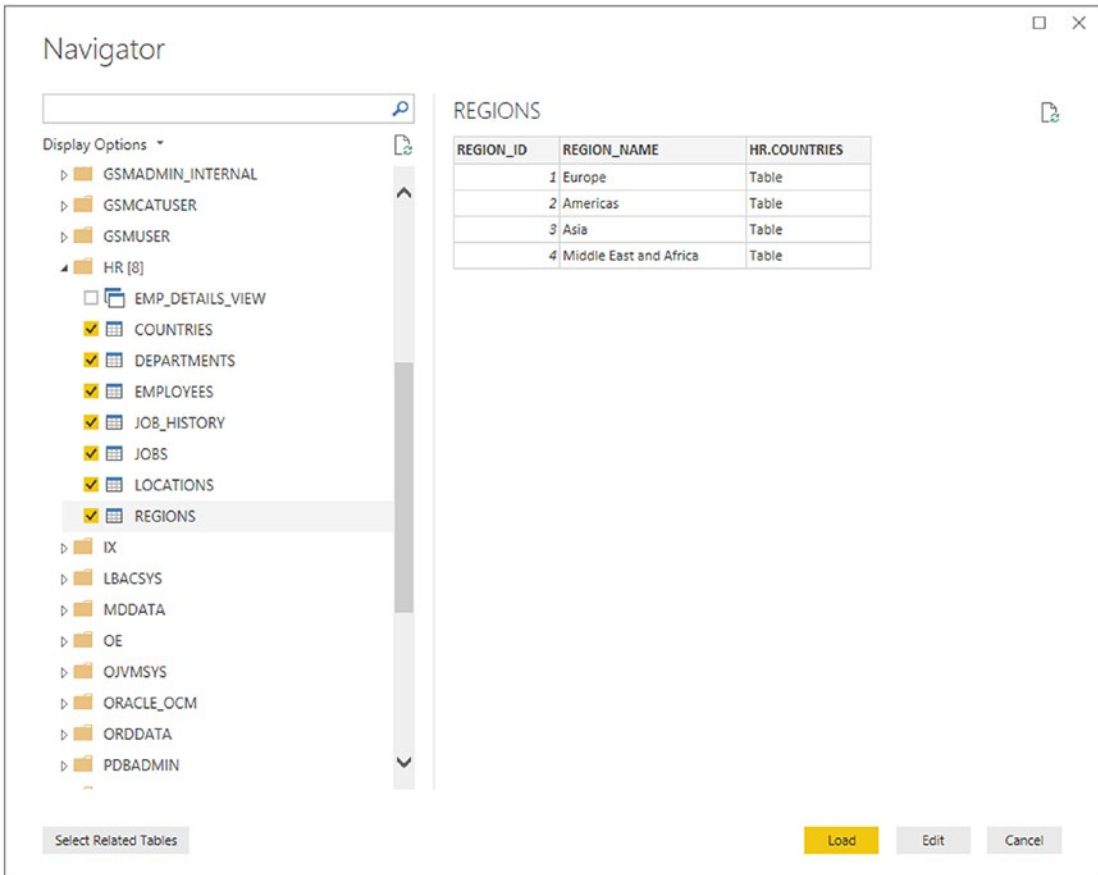 Navigator
Display Options
GSMADMIN_INTERNAL
GSMCATUSER
GSMUSER
HR [8]
EMP_DETAILS_VIEW
COUNTRIES
DEPARTMENTS
EMPLOYEES
JOB_HISTORY
JOBS
LOCATIONS
REGIONS
IX
LBACSYS
MDDATA
OE
OJVMSYS
ORACLE_OCM
ORDDATA
PDBADMIN
REGIONS
REGION_ID REGION_NAME HR.COUNTRIES
1 Europe Table
2 Americas Table
3 Asia Table
4 Middle East and Africa Table
Select Related Tables Load Edit Cancel